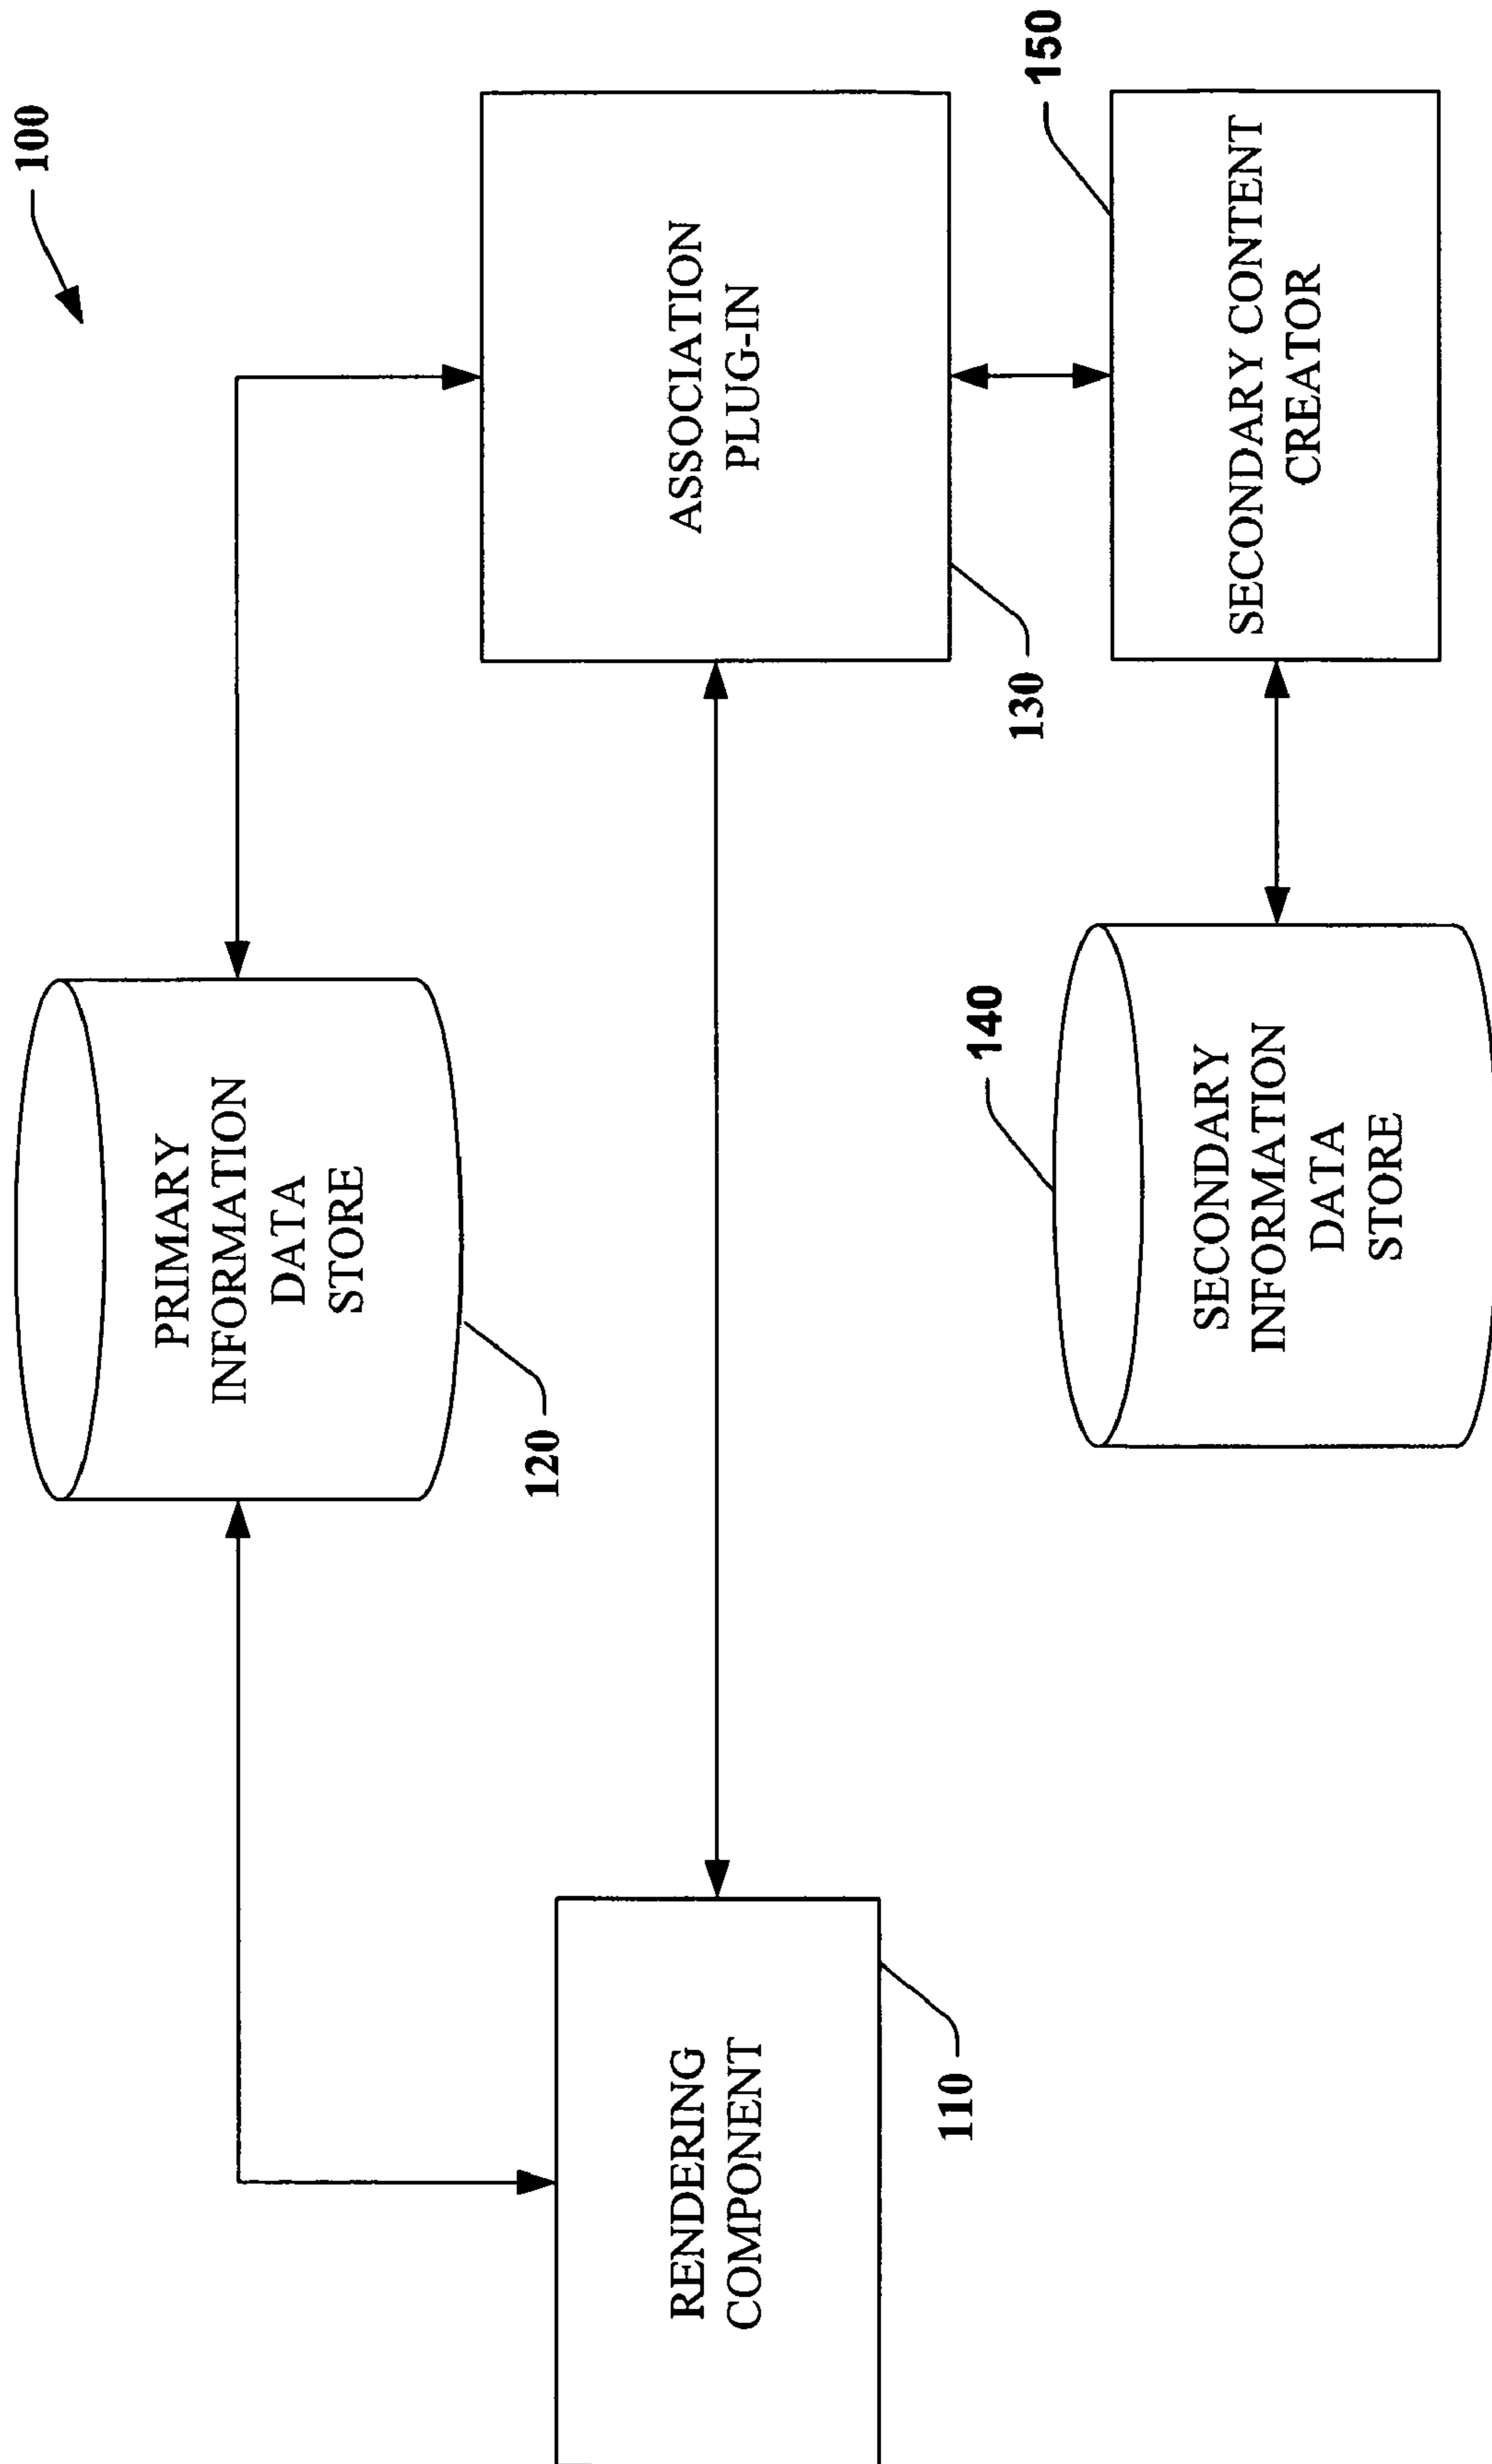 100
PRIMARY
INFORMATION
DATA
STORE
120
RENDERING
COMPONENT
110
ASSOCIATION
PLUG-IN
130
140
SECONDARY
INFORMATION
DATA
STORE
150
SECONDARY CONTENT
CREATOR